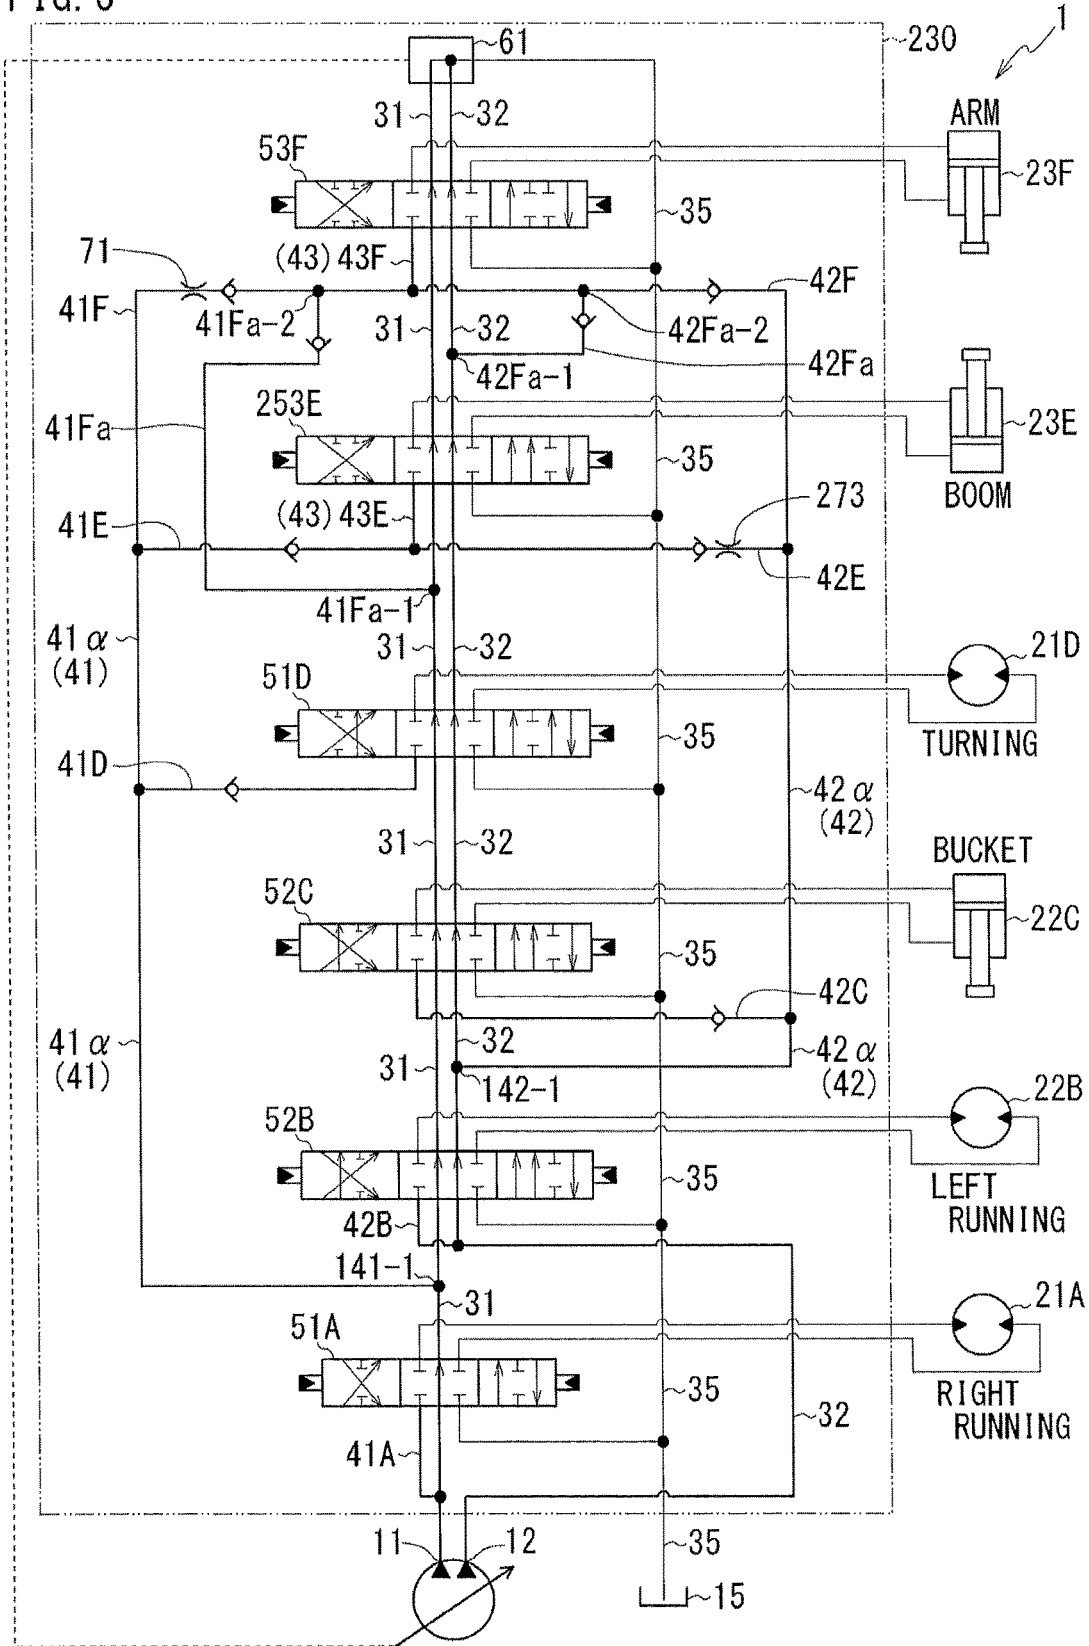 FIG. 6
1
61
230
31
32
ARM
53F
23F
35
(43) 43F
71
41F
41Fa-2
31
32
42Fa-2
42F
42Fa-1
42Fa
253E
41Fa
23E
35
BOOM
(43) 43E
273
41E
42E
41Fa-1
41α
(41)
31
32
21D
51D
35
TURNING
41D
42α
(42)
31
32
BUCKET
52C
22C
35
42C
41α
(41)
32
31
142-1
42α
(42)
22B
52B
35
LEFT
RUNNING
42B
141-1
31
21A
51A
35
RIGHT
RUNNING
32
41A
11
12
35
15